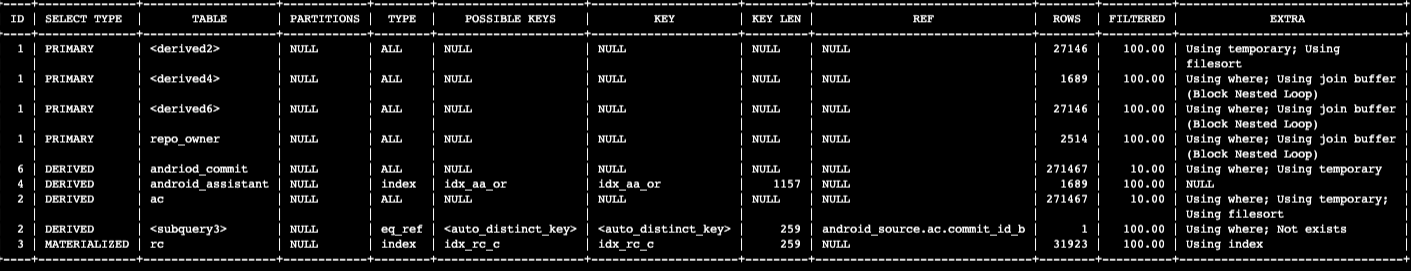 ID | SELECT TYPE | TABLE | PARTITIONS | TYPE | POSSIBLE KEYS | KEY | KEY LEN | REF | ROWS | FILTERED | EXTRA
1 | PRIMARY | <derived2> | NULL | ALL | NULL | NULL | NULL | NULL | 27146 | 100.00 | Using temporary; Using
filesort
1 | PRIMARY | <derived4> | NULL | ALL | NULL | NULL | NULL | NULL | 1689 | 100.00 | Using where; Using join buffer
(Block Nested Loop)
1 | PRIMARY | <derived6> | NULL | ALL | NULL | NULL | NULL | NULL | 27146 | 100.00 | Using where; Using join buffer
(Block Nested Loop)
1 | PRIMARY | repo_owner | NULL | ALL | NULL | NULL | NULL | NULL | 2514 | 100.00 | Using where; Using join buffer
(Block Nested Loop)
6 | DERIVED | andriod_commit | NULL | ALL | NULL | NULL | NULL | NULL | 271467 | 10.00 | Using where; Using temporary
4 | DERIVED | android_assistant | NULL | index | idx_aa_or | idx_aa_or | 1157 | NULL | 1689 | 100.00 | NULL
2 | DERIVED | ac | NULL | ALL | NULL | NULL | NULL | NULL | 271467 | 10.00 | Using where; Using temporary;
Using filesort
2 | DERIVED | <subquery3> | NULL | eq_ref | <auto_distinct_key> | <auto_distinct_key> | 259 | android_source.ac.commit_id_b | 1 | 100.00 | Using where; Not exists
3 | MATERIALIZED | rc | NULL | index | idx_rc_c | idx_rc_c | 259 | NULL | 31923 | 100.00 | Using index